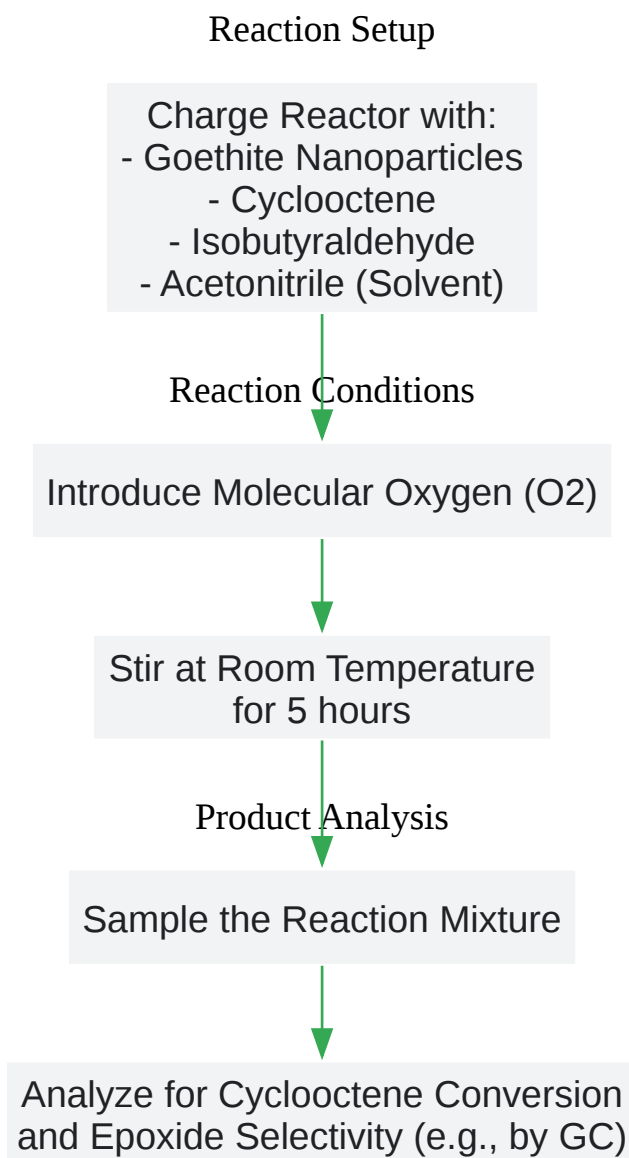 Reaction Setup
Charge Reactor with:
- Goethite Nanoparticles
- Cyclooctene
- Isobutyraldehyde
- Acetonitrile (Solvent)
Reaction Conditions
Introduce Molecular Oxygen (O2)
Stir at Room Temperature
for 5 hours
Product Analysis
Sample the Reaction Mixture
Analyze for Cyclooctene Conversion
and Epoxide Selectivity (e.g., by GC)